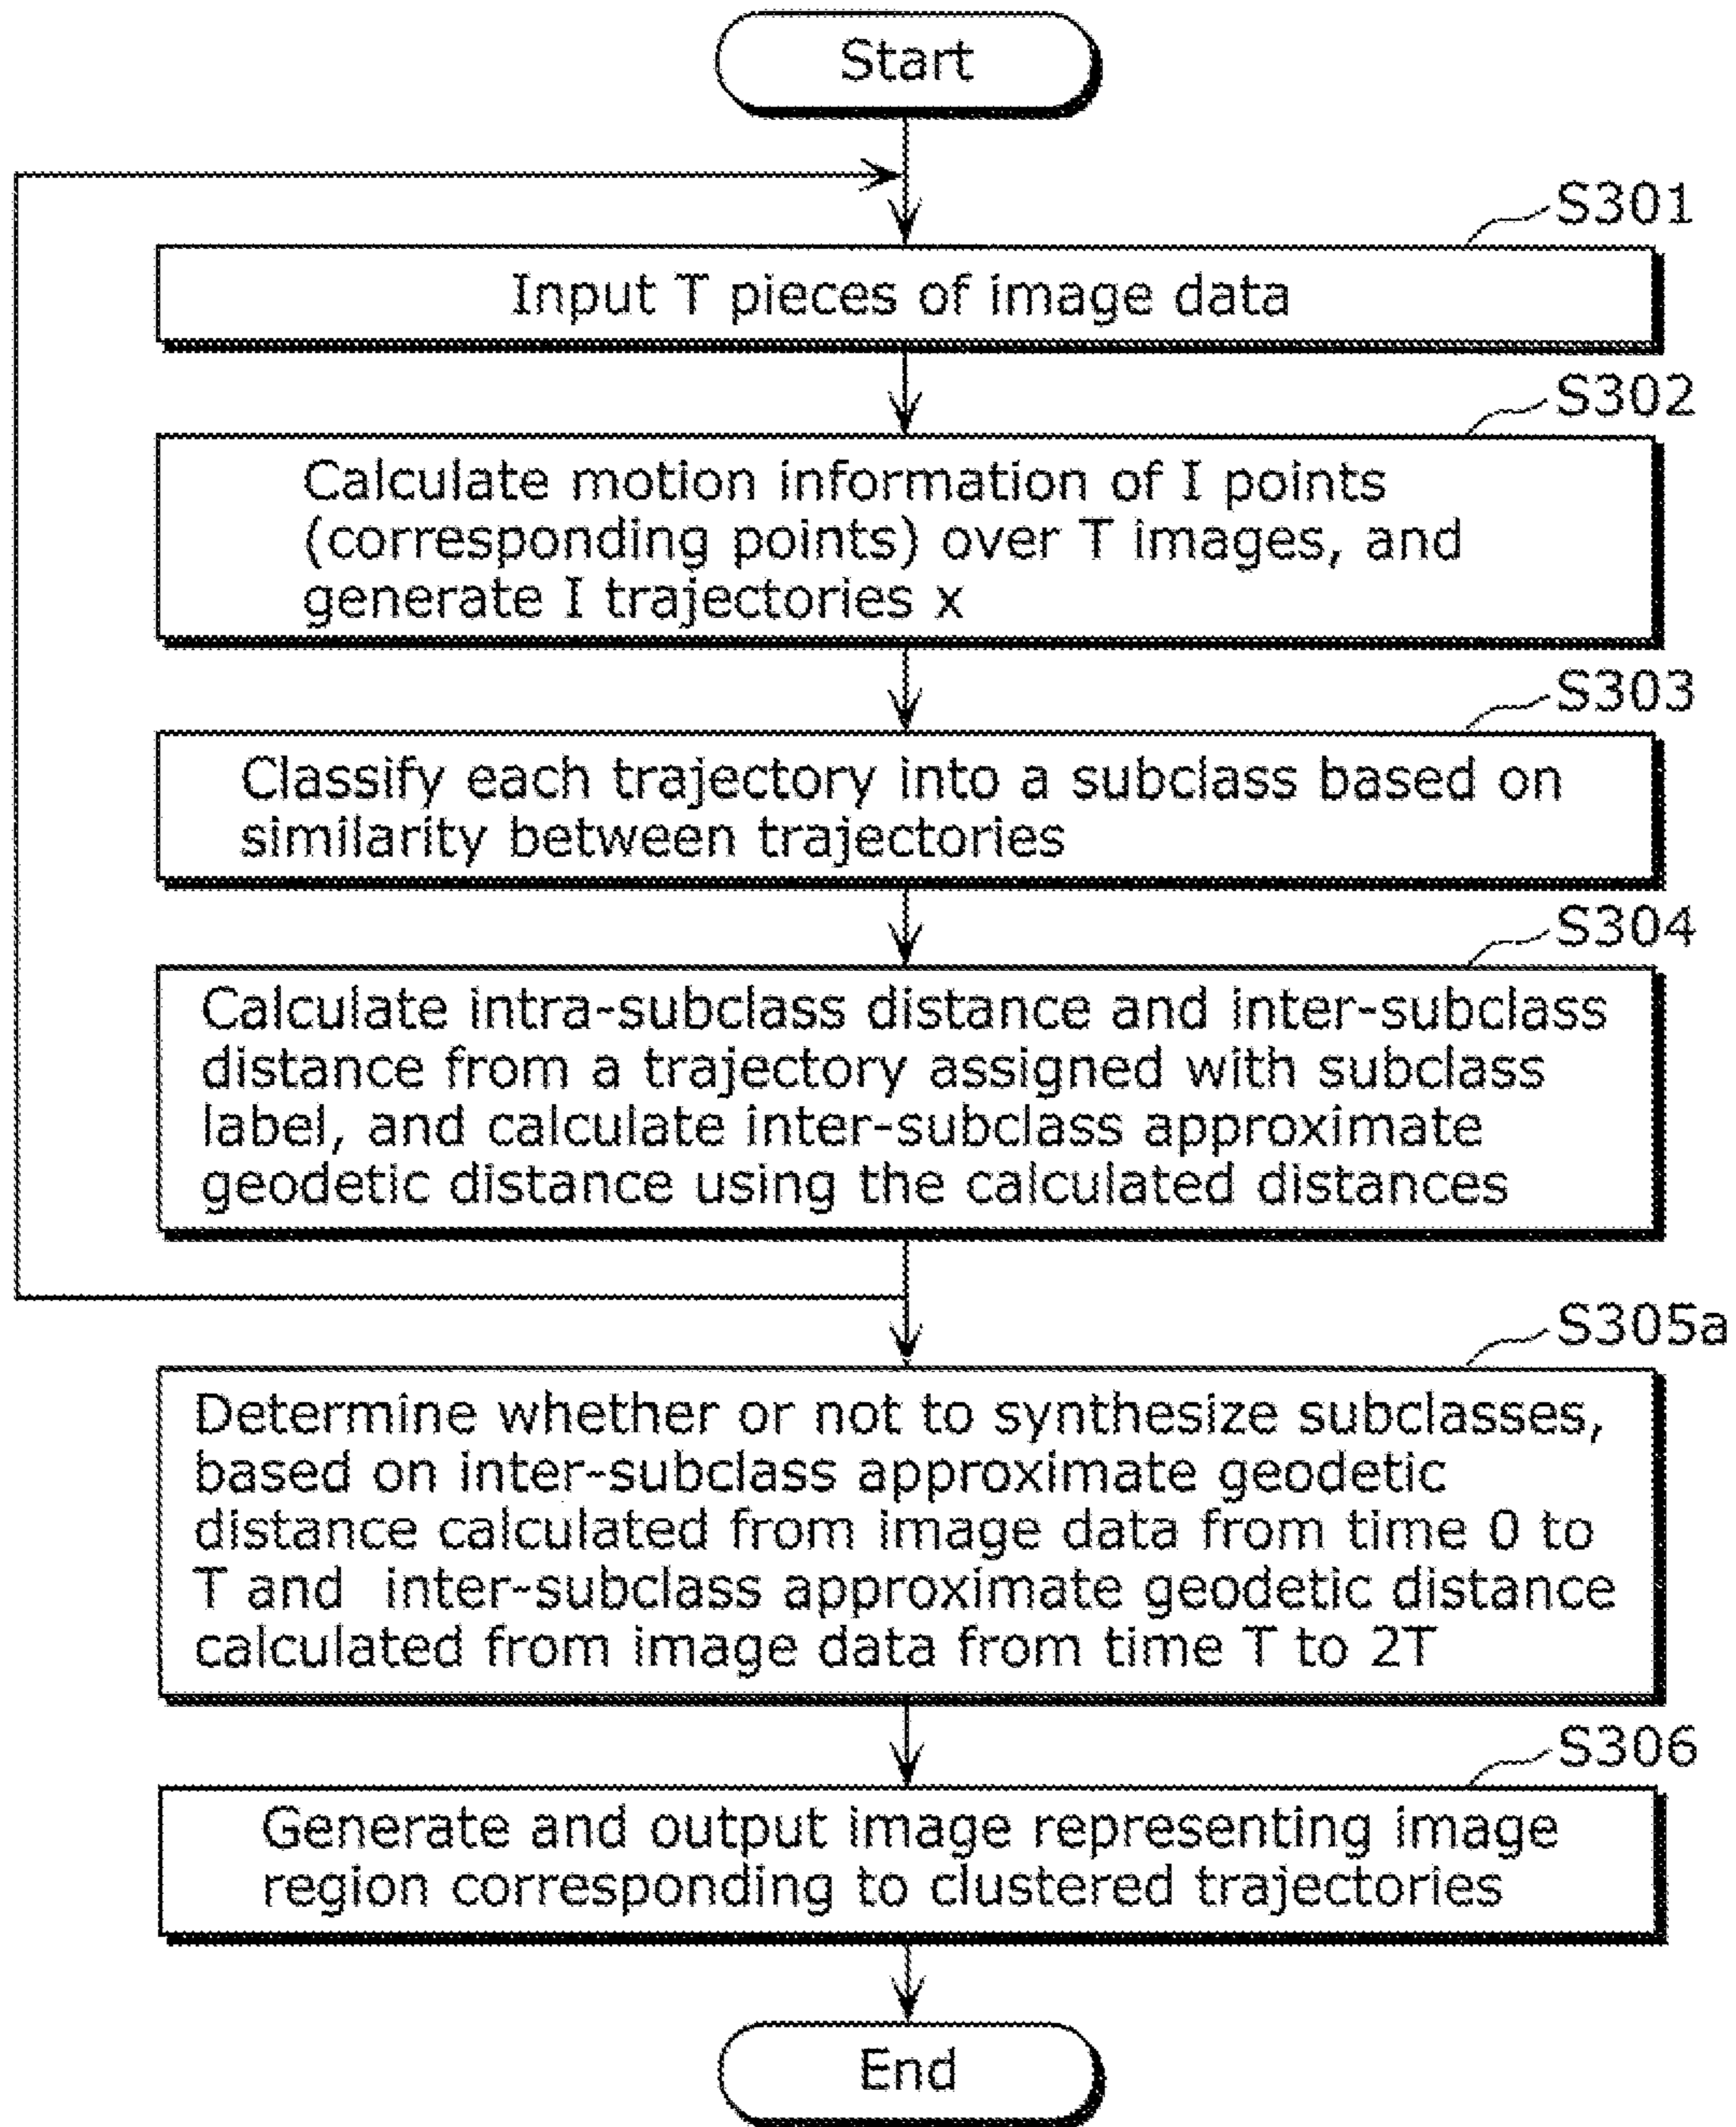 Start
S301
Input T pieces of image data
S302
Calculate motion information of I points
(corresponding points) over T images, and
generate I trajectories x
S303
Classify each trajectory into a subclass based on
similarity between trajectories
S304
Calculate intra-subclass distance and inter-subclass
distance from a trajectory assigned with subclass
label, and calculate inter-subclass approximate
geodetic distance using the calculated distances
S305a
Determine whether or not to synthesize subclasses,
based on inter-subclass approximate geodetic
distance calculated from image data from time 0 to
T and inter-subclass approximate geodetic distance
calculated from image data from time T to 2T
S306
Generate and output image representing image
region corresponding to clustered trajectories
End